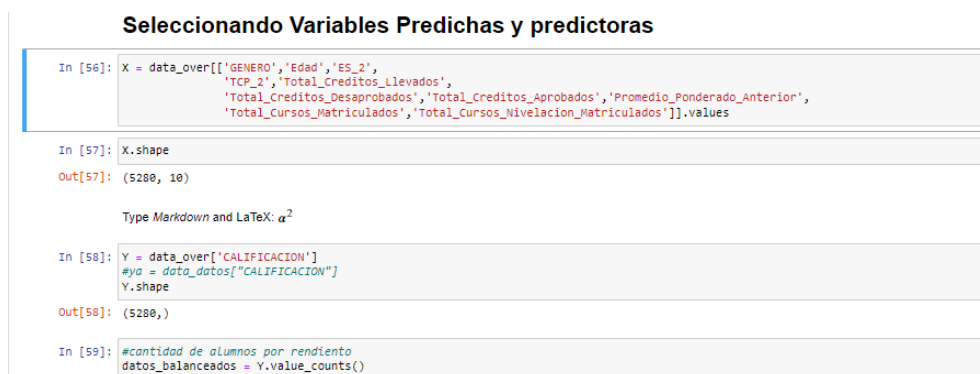 Seleccionando Variables Predichas y predictoras
In [56]: X = data_over[['GENERO','Edad','ES_2',
'TCP_2','Total_Creditos_Llevados',
'Total_Creditos_Desaprobados','Total_Creditos_Aprobados','Promedio_Ponderado_Anterior',
'Total_Cursos_Matriculados','Total_Cursos_Nivelacion_Matriculados']].values
In [57]: X.shape
Out[57]: (5280, 10)
Type Markdown and LaTeX: α²
In [58]: Y = data_over['CALIFICACION']
#ya = data_datos["CALIFICACION"]
Y.shape
Out[58]: (5280,)
In [59]: #cantidad de alumnos por rendiento
datos_balanceados = Y.value_counts()